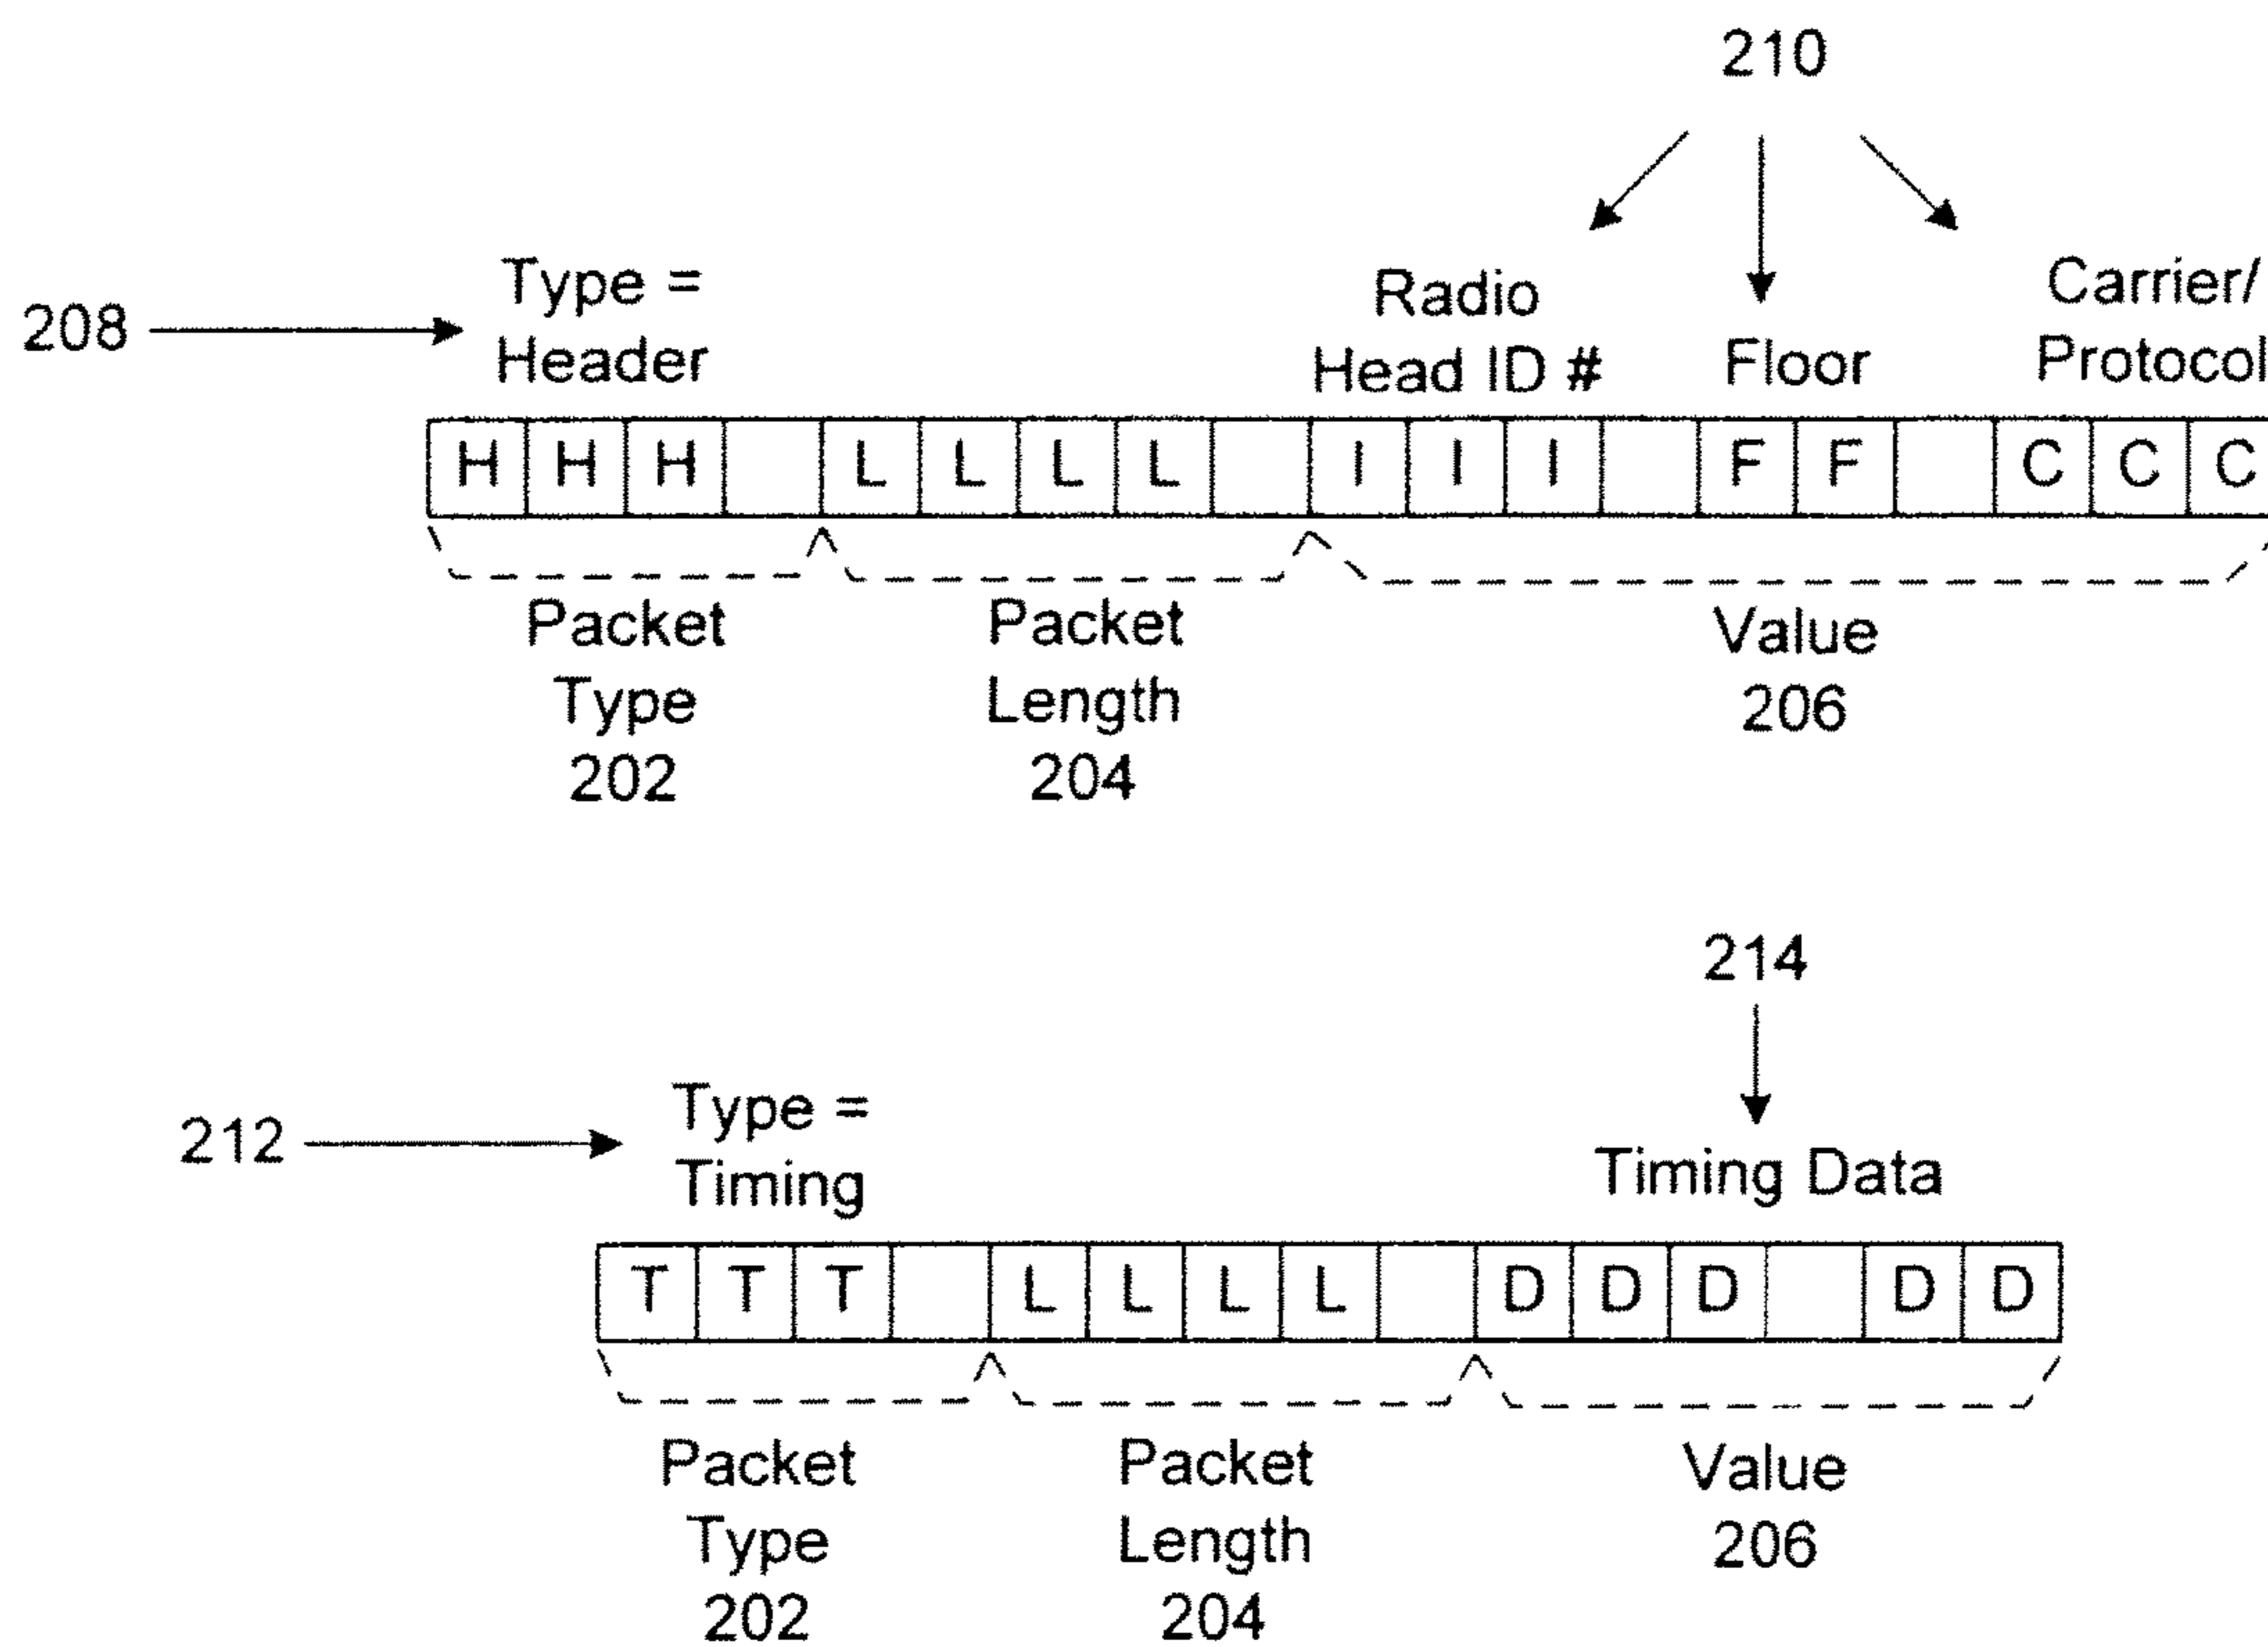 210
208
Type =
Header
Radio
Head ID #
Floor
Carrier/
Protocol
H H H L L L L I I I F F C C C
Packet
Type
202
Packet
Length
204
Value
206
214
212
Type =
Timing
Timing Data
T T T L L L L D D D D D
Packet
Type
202
Packet
Length
204
Value
206